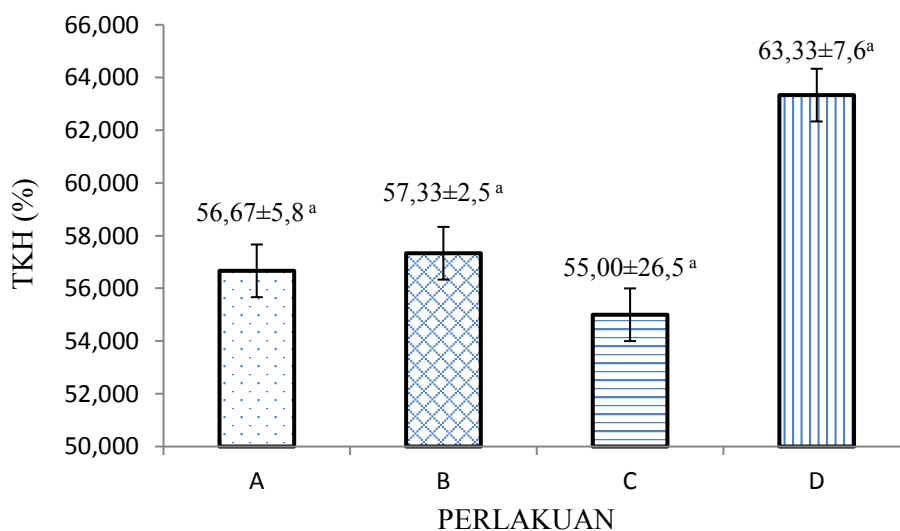 TKH (%)
66,000
64,000
62,000
60,000
58,000
56,000
54,000
52,000
50,000
56,67±5,8 a
57,33±2,5 a
55,00±26,5 a
63,33±7,6a
A
B
C
D
PERLAKUAN